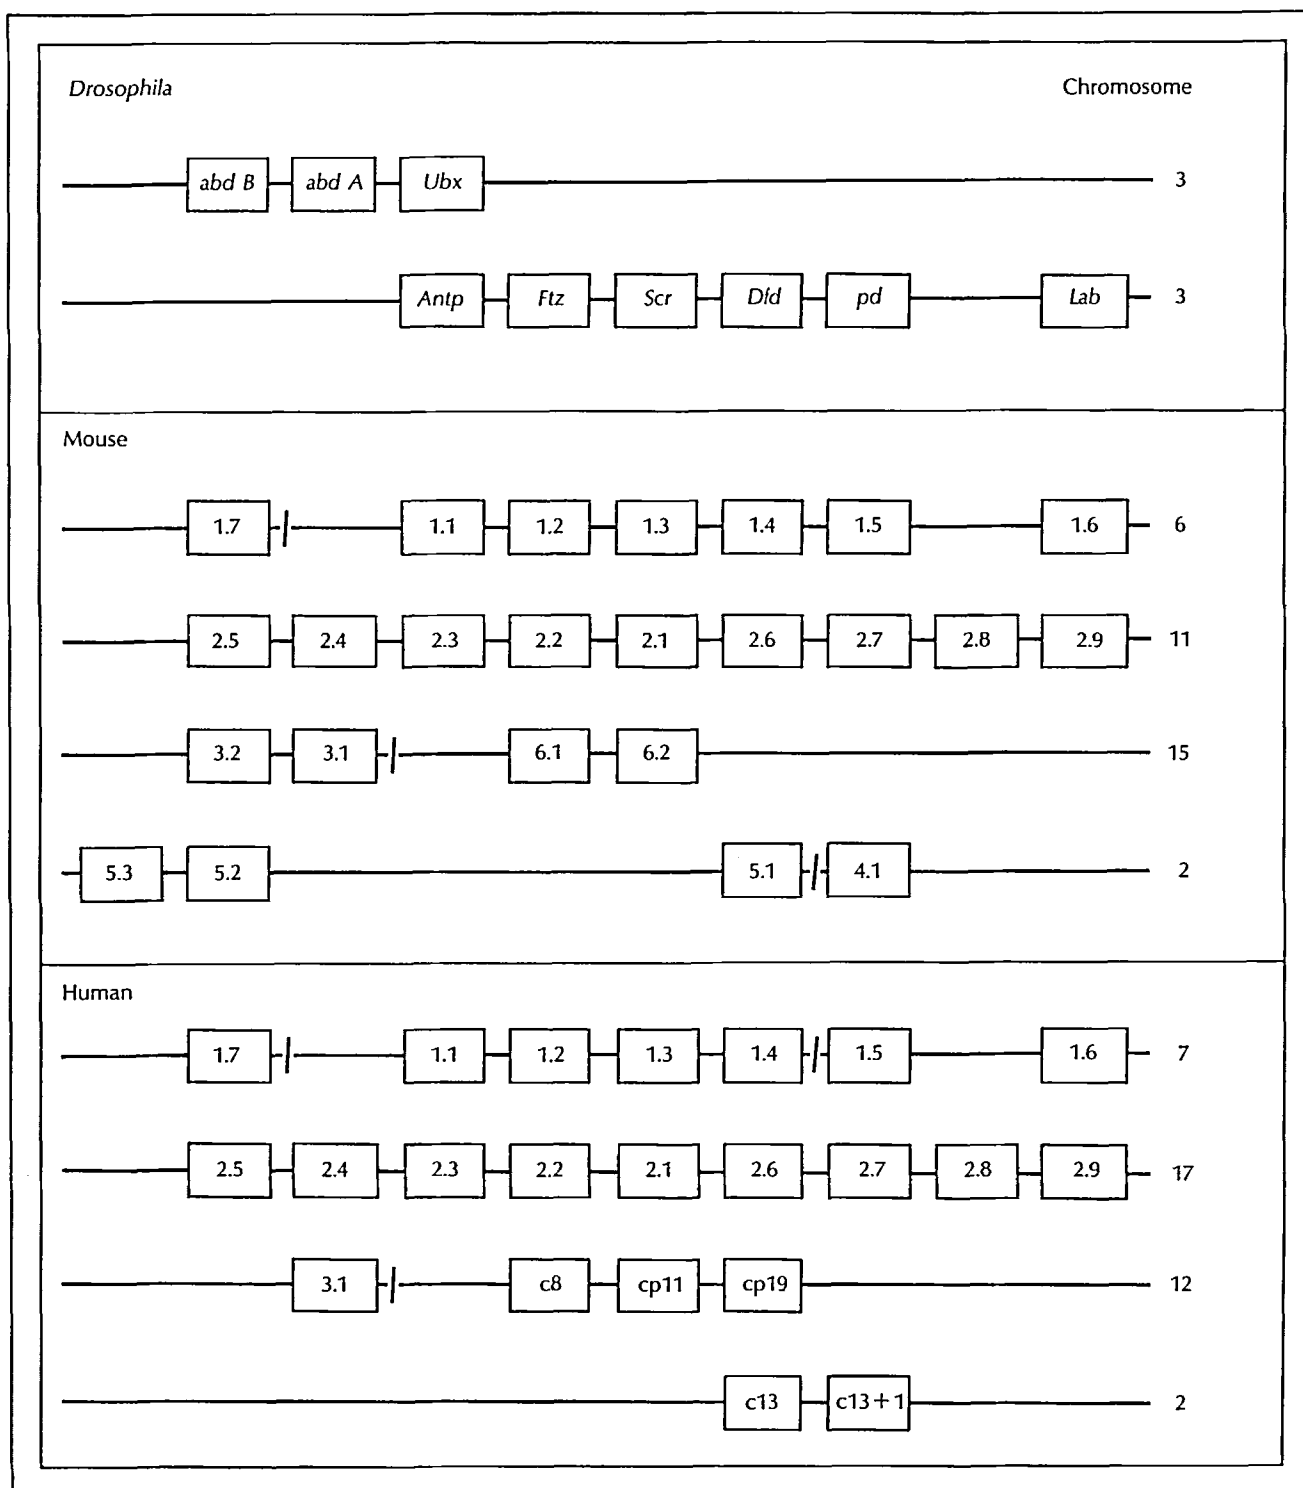 Drosophila Chromosome
abd B abd A Ubx 3
Antp Ftz Scr Dfd pd Lab 3
Mouse
1.7 1.1 1.2 1.3 1.4 1.5 1.6 6
2.5 2.4 2.3 2.2 2.1 2.6 2.7 2.8 2.9 11
3.2 3.1 6.1 6.2 15
5.3 5.2 5.1 4.1 2
Human
1.7 1.1 1.2 1.3 1.4 1.5 1.6 7
2.5 2.4 2.3 2.2 2.1 2.6 2.7 2.8 2.9 17
3.1 c8 cp11 cp19 12
c13 c13+1 2